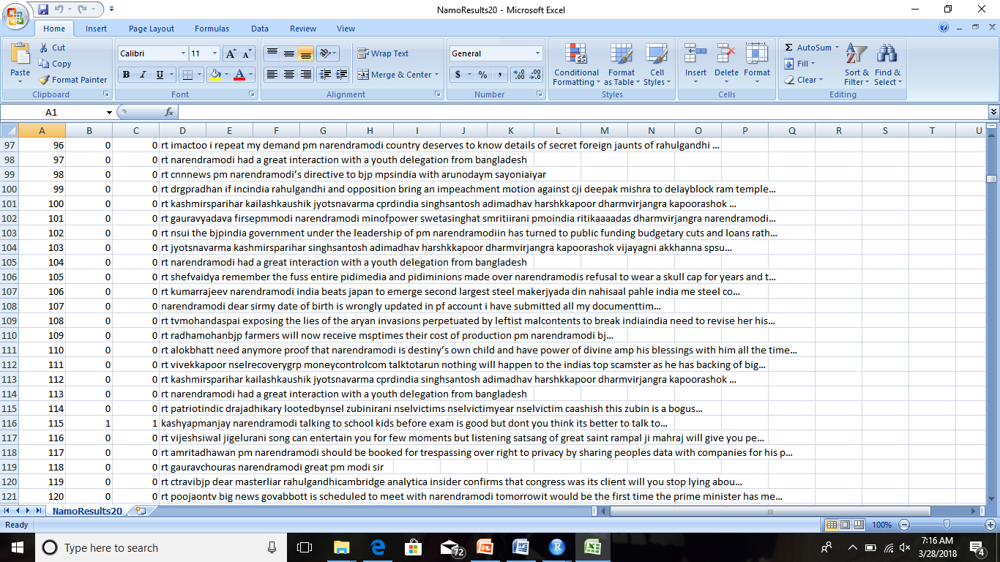 NamoResults20 - Microsoft Excel
Home Insert Page Layout Formulas Data Review View
Paste Cut Copy Format Painter Clipboard
Calibri 11 A A B I U A Font
Wrap Text Merge & Center Alignment
General $ % , .00 .0 Number
Conditional Formatting Format as Table Cell Styles Styles
Insert Delete Format Cells
Σ AutoSum Fill Clear Sort & Filter Find & Select Editing
A1 fx
A B C D E F G H I J K L M N O P Q R S T U
97 96 0 0 rt imactoo i repeat my demand pm narendramodi country deserves to know details of secret foreign jaunts of rahulgandhi …
98 97 0 0 rt narendramodi had a great interaction with a youth delegation from bangladesh
99 98 0 0 rt cnnnews pm narendramodi’s directive to bjp mpsindia with arunodaym sayoniaiyar
100 99 0 0 rt drgpradhan if incindia rahulgandhi and opposition bring an impeachment motion against cji deepak mishra to delayblock ram temple…
101 100 0 0 rt kashmirsparihar kailashkaushik jyotsnavarma cprdindia singhsantosh adimadhav harshkkapoor dharmvirjangra kapoorashok …
102 101 0 0 rt gauravyadava firsepmmodi narendramodi minofpower swetasinghat smritiirani pmoindia ritikaaaadas dharmvirjangra narendramodi…
103 102 0 0 rt nsui the bjpindia government under the leadership of pm narendramodiin has turned to public funding budgetary cuts and loans rath…
104 103 0 0 rt jyotsnavarma kashmirsparihar singhsantosh adimadhav harshkkapoor dharmvirjangra kapoorashok vijayagni akkhanna spsu…
105 104 0 0 rt narendramodi had a great interaction with a youth delegation from bangladesh
106 105 0 0 rt shefvaidya remember the fuss entire pidimedia and pidiminions made over narendramodis refusal to wear a skull cap for years and t…
107 106 0 0 rt kumarrajeev narendramodi india beats japan to emerge second largest steel makerjyada din nahisaal pahle india me steel co…
108 107 0 0 narendramodi dear sirmy date of birth is wrongly updated in pf account i have submitted all my documenttim…
109 108 0 0 rt tvmohandaspai exposing the lies of the aryan invasions perpetuated by leftist malcontents to break indiaindia need to revise her his…
110 109 0 0 rt radhamohanbjp farmers will now receive msptimes their cost of production pm narendramodi bj…
111 110 0 0 rt alokbhatt need anymore proof that narendramodi is destiny’s own child and have power of divine amp his blessings with him all the time…
112 111 0 0 rt vivekkapoor nselrecoverygrp moneycontrolcom talktotarun nothing will happen to the indias top scamster as he has backing of big…
113 112 0 0 rt kashmirsparihar kailashkaushik jyotsnavarma cprdindia singhsantosh adimadhav harshkkapoor dharmvirjangra kapoorashok …
114 113 0 0 rt narendramodi had a great interaction with a youth delegation from bangladesh
115 114 0 0 rt patriotindic drajadhikary lootedbynsel zubinirani nselvictims nselvictimyear nselvictim caashish this zubin is a bogus…
116 115 1 1 kashyapmanjay narendramodi talking to school kids before exam is good but dont you think its better to talk to…
117 116 0 0 rt vijeshsiwal jigelurani song can entertain you for few moments but listening satsang of great saint rampal ji mahraj will give you pe…
118 117 0 0 rt amritadhawan pm narendramodi should be booked for trespassing over right to privacy by sharing peoples data with companies for his p…
119 118 0 0 rt gauravchouras narendramodi great pm modi sir
120 119 0 0 rt ctravibjp dear masterliar rahulgandhicambridge analytica insider confirms that congress was its client will you stop lying abou…
121 120 0 0 rt poojaontv big news govabbott is scheduled to meet with narendramodi tomorrowit would be the first time the prime minister has me…
NamoResults20
Ready 100%
Type here to search 72 7:16 AM
3/28/2018 4